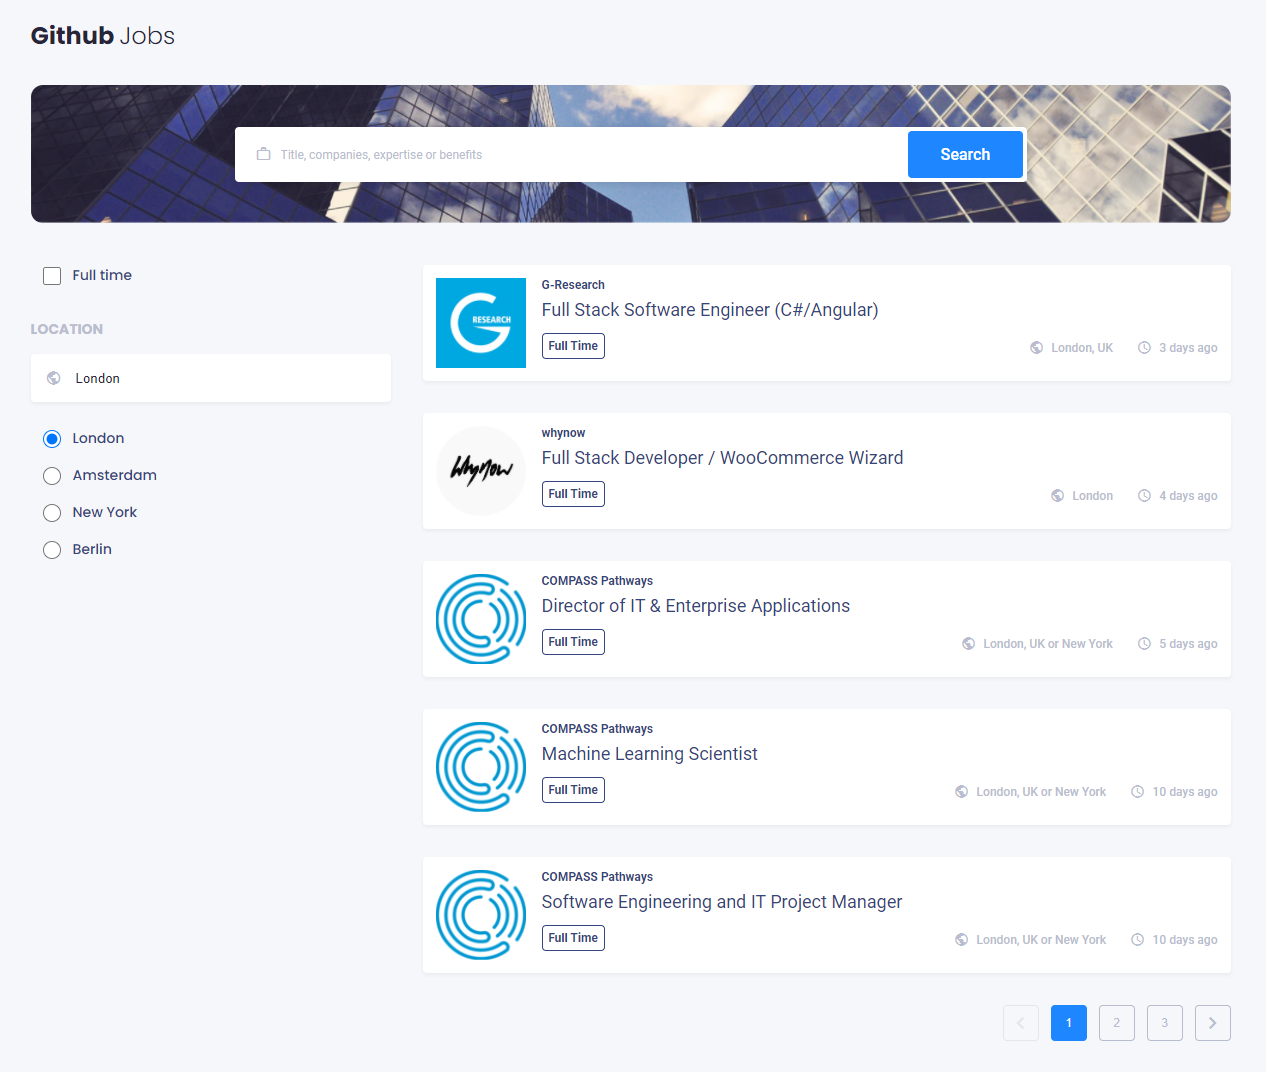 Github Jobs
Title, companies, expertise or benefits
Search
Full time
LOCATION
London
London
Amsterdam
New York
Berlin
RESEARCH
G-Research
Full Stack Software Engineer (C#/Angular)
Full Time
London, UK
3 days ago
whynow
whynow
Full Stack Developer / WooCommerce Wizard
Full Time
London
4 days ago
COMPASS Pathways
Director of IT & Enterprise Applications
Full Time
London, UK or New York
5 days ago
COMPASS Pathways
Machine Learning Scientist
Full Time
London, UK or New York
10 days ago
COMPASS Pathways
Software Engineering and IT Project Manager
Full Time
London, UK or New York
10 days ago
1
2
3